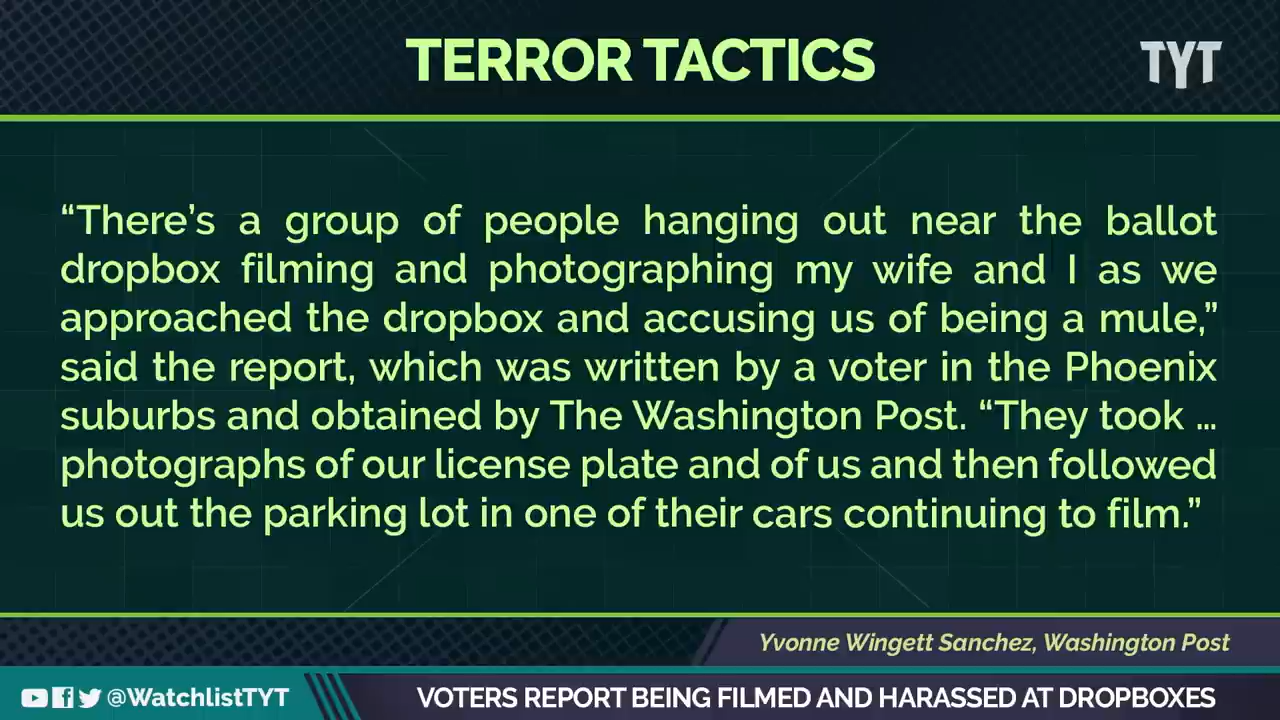 TERROR TACTICS
TYT
“There’s a group of people hanging out near the ballot
dropbox filming and photographing my wife and I as we
approached the dropbox and accusing us of being a mule,”
said the report, which was written by a voter in the Phoenix
suburbs and obtained by The Washington Post. “They took ...
photographs of our license plate and of us and then followed
us out the parking lot in one of their cars continuing to film.”
Yvonne Wingett Sanchez, Washington Post
@WatchlistTYT
VOTERS REPORT BEING FILMED AND HARASSED AT DROPBOXES